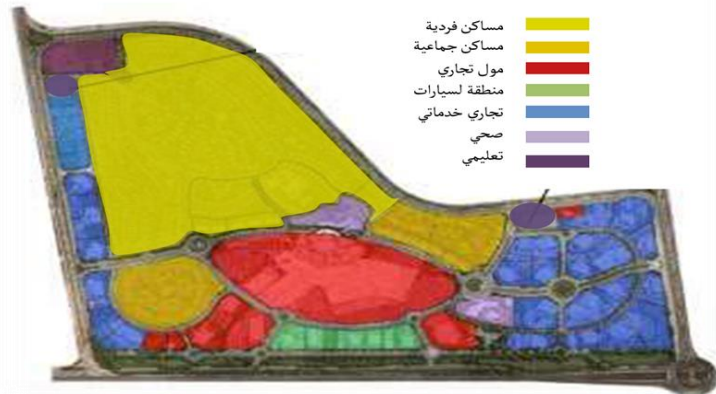 مساكن فردية
مساكن جماعية
مول تجاري
منطقة لسيارات
تجاري خدماتي
صحي
تعليمي